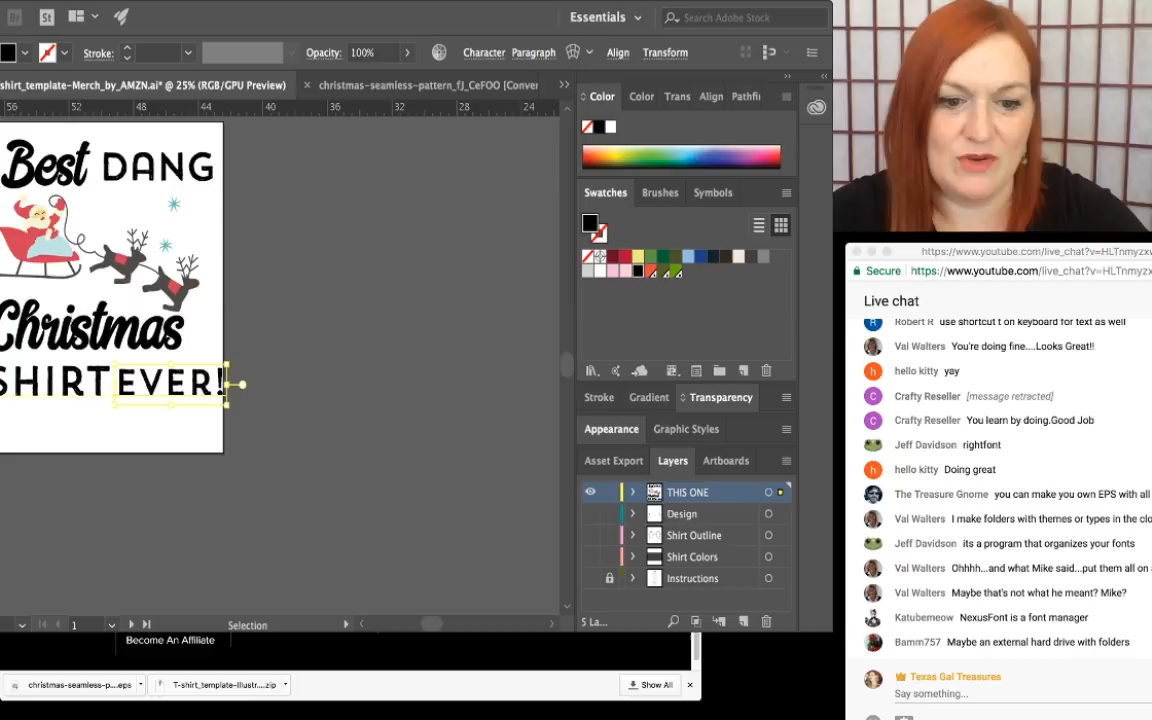 Br St Essentials Search Adobe Stock
Stroke: Opacity: 100% Character Paragraph Align Transform
shirt_template-Merch_by_AMZN.ai* @ 25% (RGB/GPU Preview) × christmas-seamless-pattern_fJ_CeFOO [Conver
56 52 48 44 40 36 32 28 24
Best DANG
Christmas
SHIRT EVER!
Color Color Trans Align Pathfi
Swatches Brushes Symbols
Stroke Gradient Transparency
Appearance Graphic Styles
Asset Export Layers Artboards
THIS ONE
Design
Shirt Outline
Shirt Colors
Instructions
5 La...
1 Selection
Become An Affiliate
christmas-seamless-p....eps T-shirt_template-Illustr....zip Show All ×
https://www.youtube.com/live_chat?v=HLTnmyzxv
Secure https://www.youtube.com/live_chat?v=HLTnmyzx
Live chat
Robert R use shortcut t on keyboard for text as well
Val Walters You're doing fine....Looks Great!!
hello kitty yay
Crafty Reseller [message retracted]
Crafty Reseller You learn by doing.Good Job
Jeff Davidson rightfont
hello kitty Doing great
The Treasure Gnome you can make you own EPS with all
Val Walters I make folders with themes or types in the clo
Jeff Davidson its a program that organizes your fonts
Val Walters Ohhhh...and what Mike said...put them all on
Val Walters Maybe that's not what he meant? Mike?
Katubemeow NexusFont is a font manager
Bamm757 Maybe an external hard drive with folders
Texas Gal Treasures
Say something...